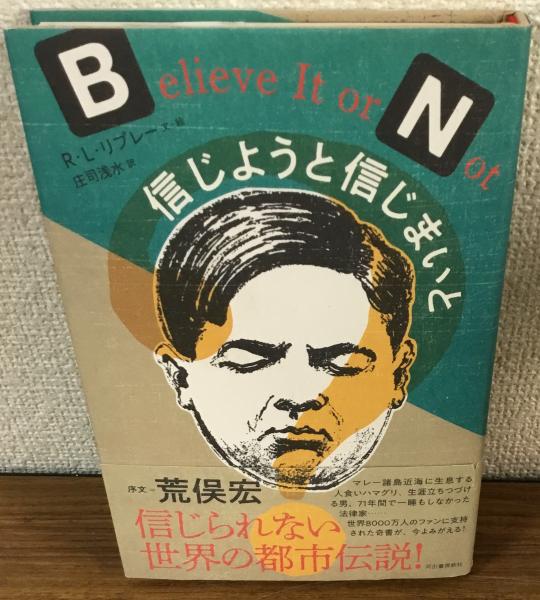 Believe It or Not
R・L・リプレー 文・絵
庄司浅水 訳
信じようと信じまいと
序文＝荒俣宏
信じられない
世界の都市伝説!
マレー諸島近海に生息する
人食いハマグリ、生涯立ちつづけ
る男、71年間で一睡もしなかった
法律家……
世界8000万人のファンに支持
された奇書が、今よみがえる!
河出書房新社